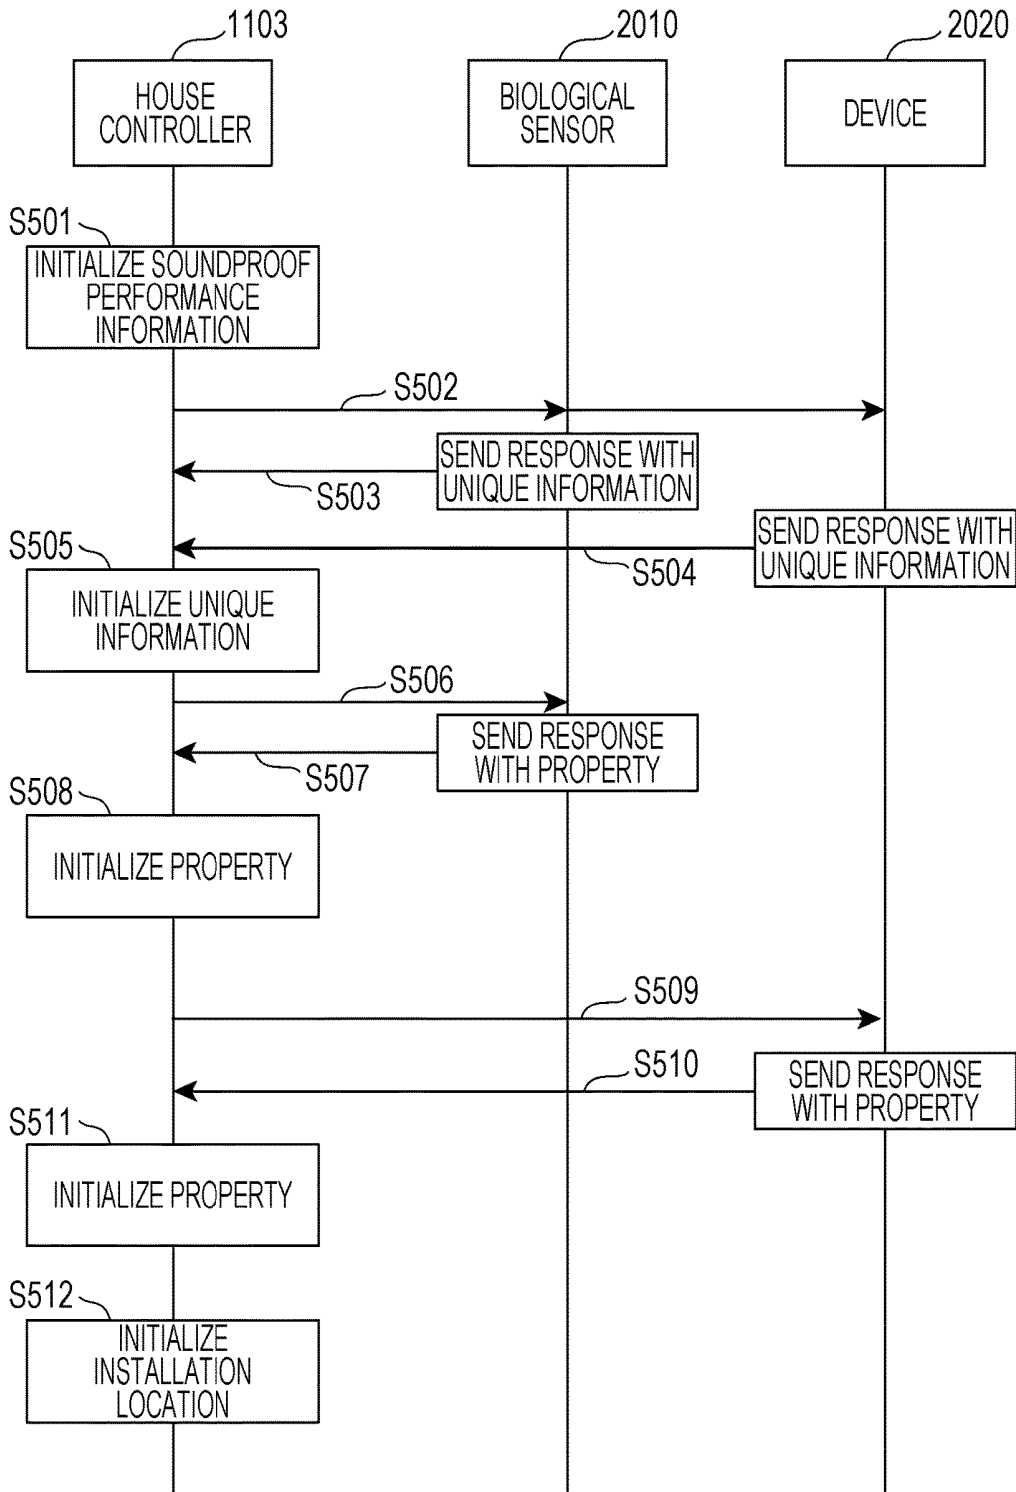 1103
2010
2020
HOUSE
CONTROLLER
BIOLOGICAL
SENSOR
DEVICE
S501
INITIALIZE SOUNDPROOF
PERFORMANCE
INFORMATION
S502
SEND RESPONSE WITH
UNIQUE INFORMATION
S503
SEND RESPONSE WITH
UNIQUE INFORMATION
S504
S505
INITIALIZE UNIQUE
INFORMATION
S506
SEND RESPONSE
WITH PROPERTY
S507
S508
INITIALIZE PROPERTY
S509
S510
SEND RESPONSE
WITH PROPERTY
S511
INITIALIZE PROPERTY
S512
INITIALIZE
INSTALLATION
LOCATION